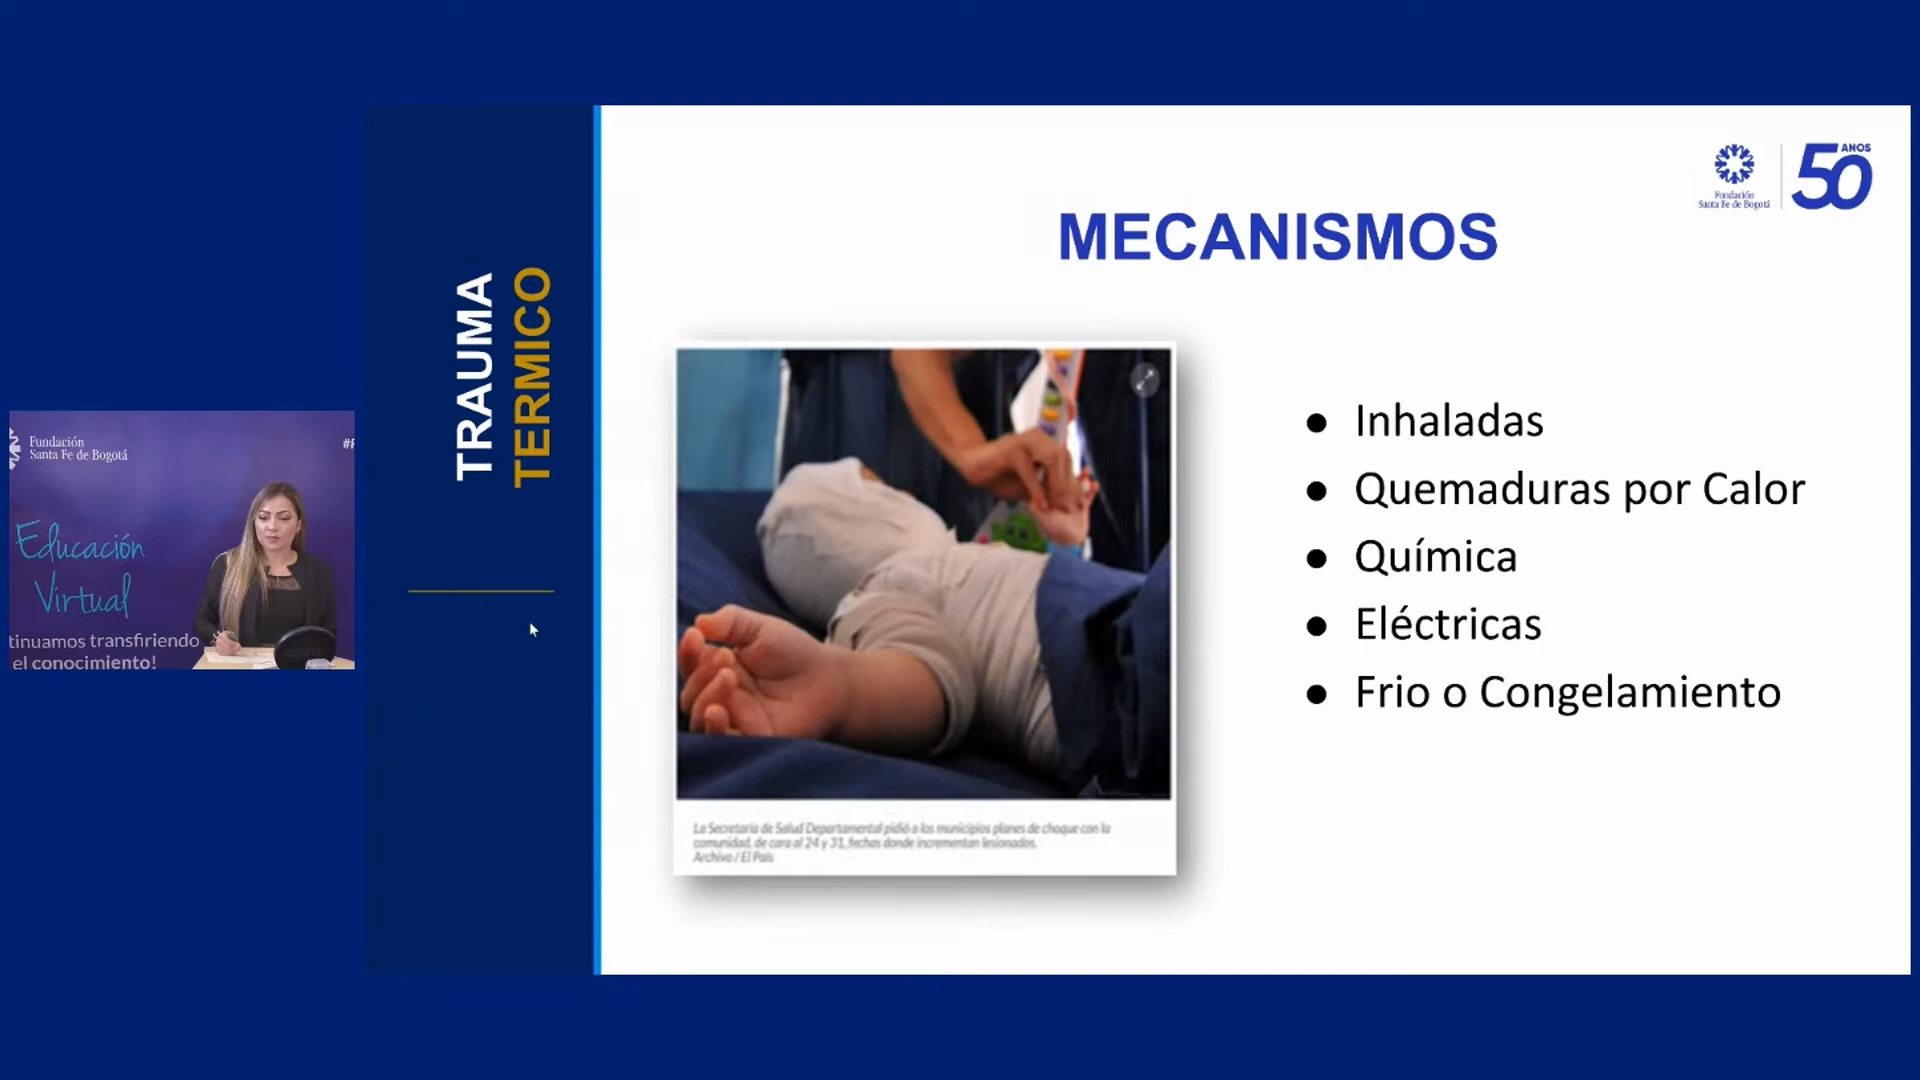 Fundación
Santa Fe de Bogotá
#F
Educación
Virtual
tinuamos transfiriendo
el conocimiento!
TRAUMA
TERMICO
Fundación
Santa Fe de Bogotá
50
AÑOS
MECANISMOS
La Secretaría de Salud Departamental pidió a los municipios planes de choque con la
comunidad, de cara al 24 y 31, fechas donde incrementan lesionados.
Archivo / El País
● Inhaladas
● Quemaduras por Calor
● Química
● Eléctricas
● Frio o Congelamiento